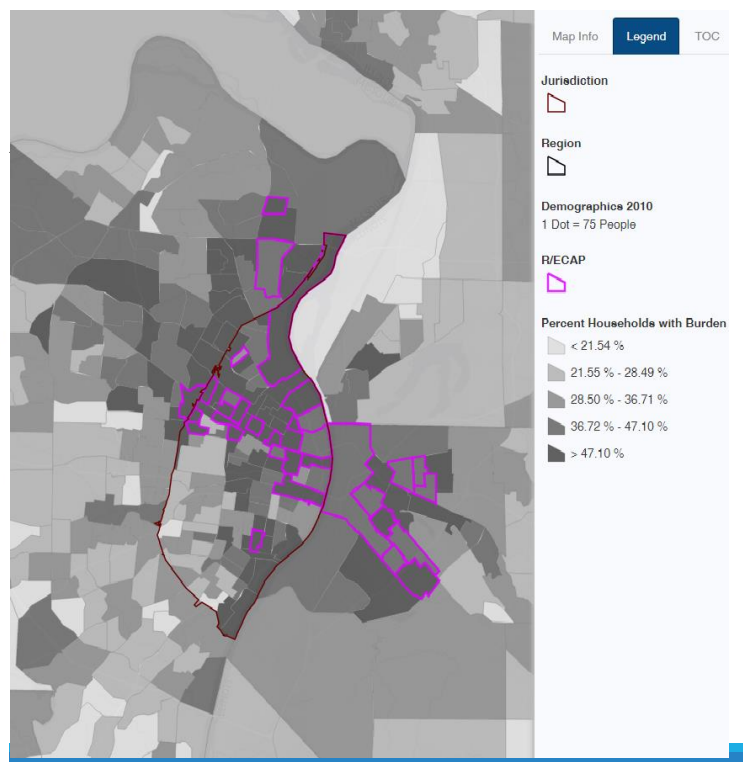 Map Info Legend TOC
Jurisdiction
Region
Demographics 2010
1 Dot = 75 People
R/ECAP
Percent Households with Burden
< 21.54 %
21.55 % - 28.49 %
28.50 % - 36.71 %
36.72 % - 47.10 %
> 47.10 %